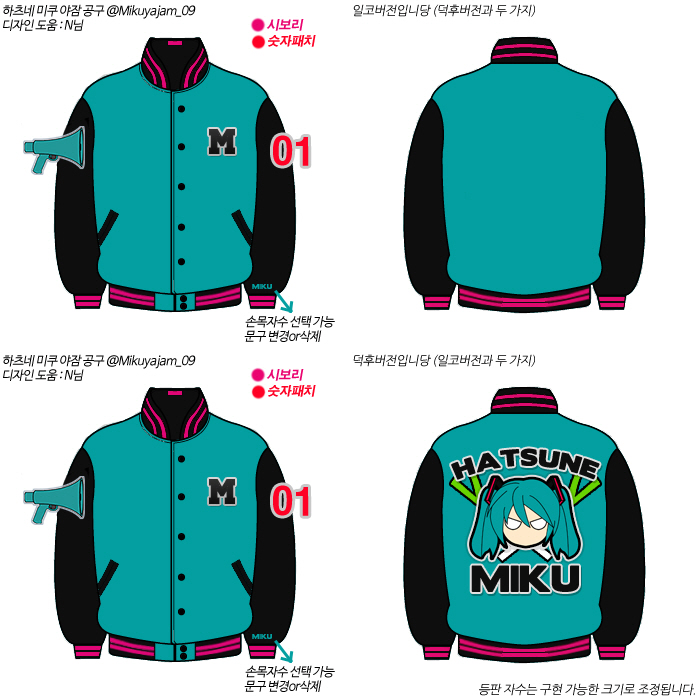 하츠네 미쿠 야잠 공구 @Mikuyajam_09
디자인 도움 : N님
시보리
숫자패치
일코버전입니당 (덕후버전과 두 가지)
M
01
MIKU
손목자수 선택 가능
문구 변경or삭제
하츠네 미쿠 야잠 공구 @Mikuyajam_09
디자인 도움 : N님
시보리
숫자패치
덕후버전입니당 (일코버전과 두 가지)
M
01
MIKU
손목자수 선택 가능
문구 변경or삭제
HATSUNE
MIKU
등판 자수는 구현 가능한 크기로 조정됩니다.